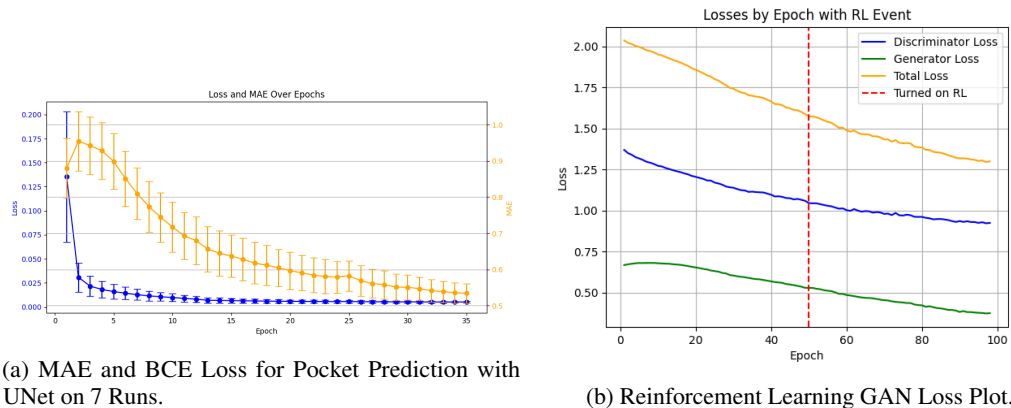 Loss and MAE Over Epochs
0.200
0.175
0.150
0.125
0.100
0.075
0.050
0.025
0.000
Loss
1.0
0.9
0.8
0.7
0.6
0.5
MAE
0 5 10 15 20 25 30 35
Epoch
(a) MAE and BCE Loss for Pocket Prediction with
UNet on 7 Runs.
Losses by Epoch with RL Event
2.00
1.75
1.50
1.25
1.00
0.75
0.50
Loss
Discriminator Loss
Generator Loss
Total Loss
Turned on RL
0 20 40 60 80 100
Epoch
(b) Reinforcement Learning GAN Loss Plot.